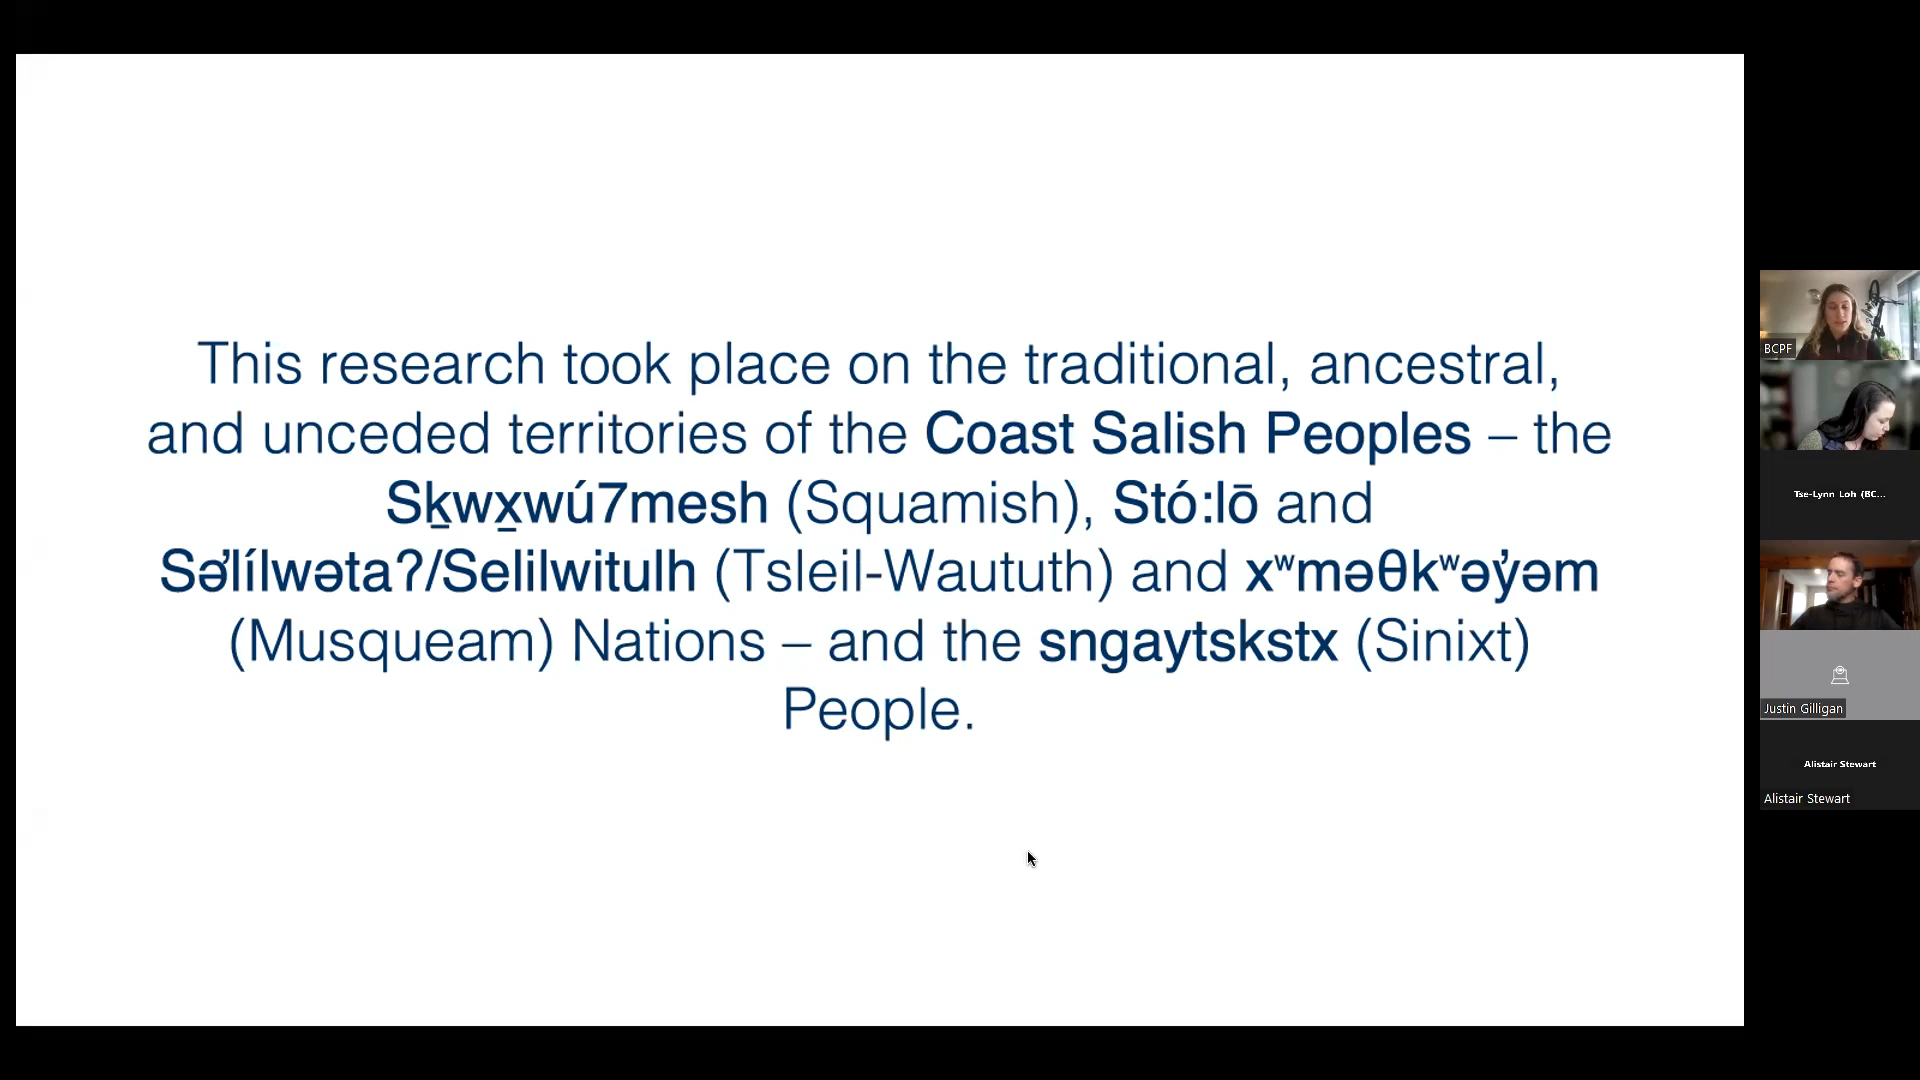 This research took place on the traditional, ancestral,
and unceded territories of the Coast Salish Peoples – the
Sḵwx̱wú7mesh (Squamish), Stó:lō and
Səl̓ílwətaʔ/Selilwitulh (Tsleil-Waututh) and xʷməθkʷəy̓əm
(Musqueam) Nations – and the sngaytskstx (Sinixt)
People.
BCPF
Tse-Lynn Loh (BC...
Justin Gilligan
Alistair Stewart
Alistair Stewart